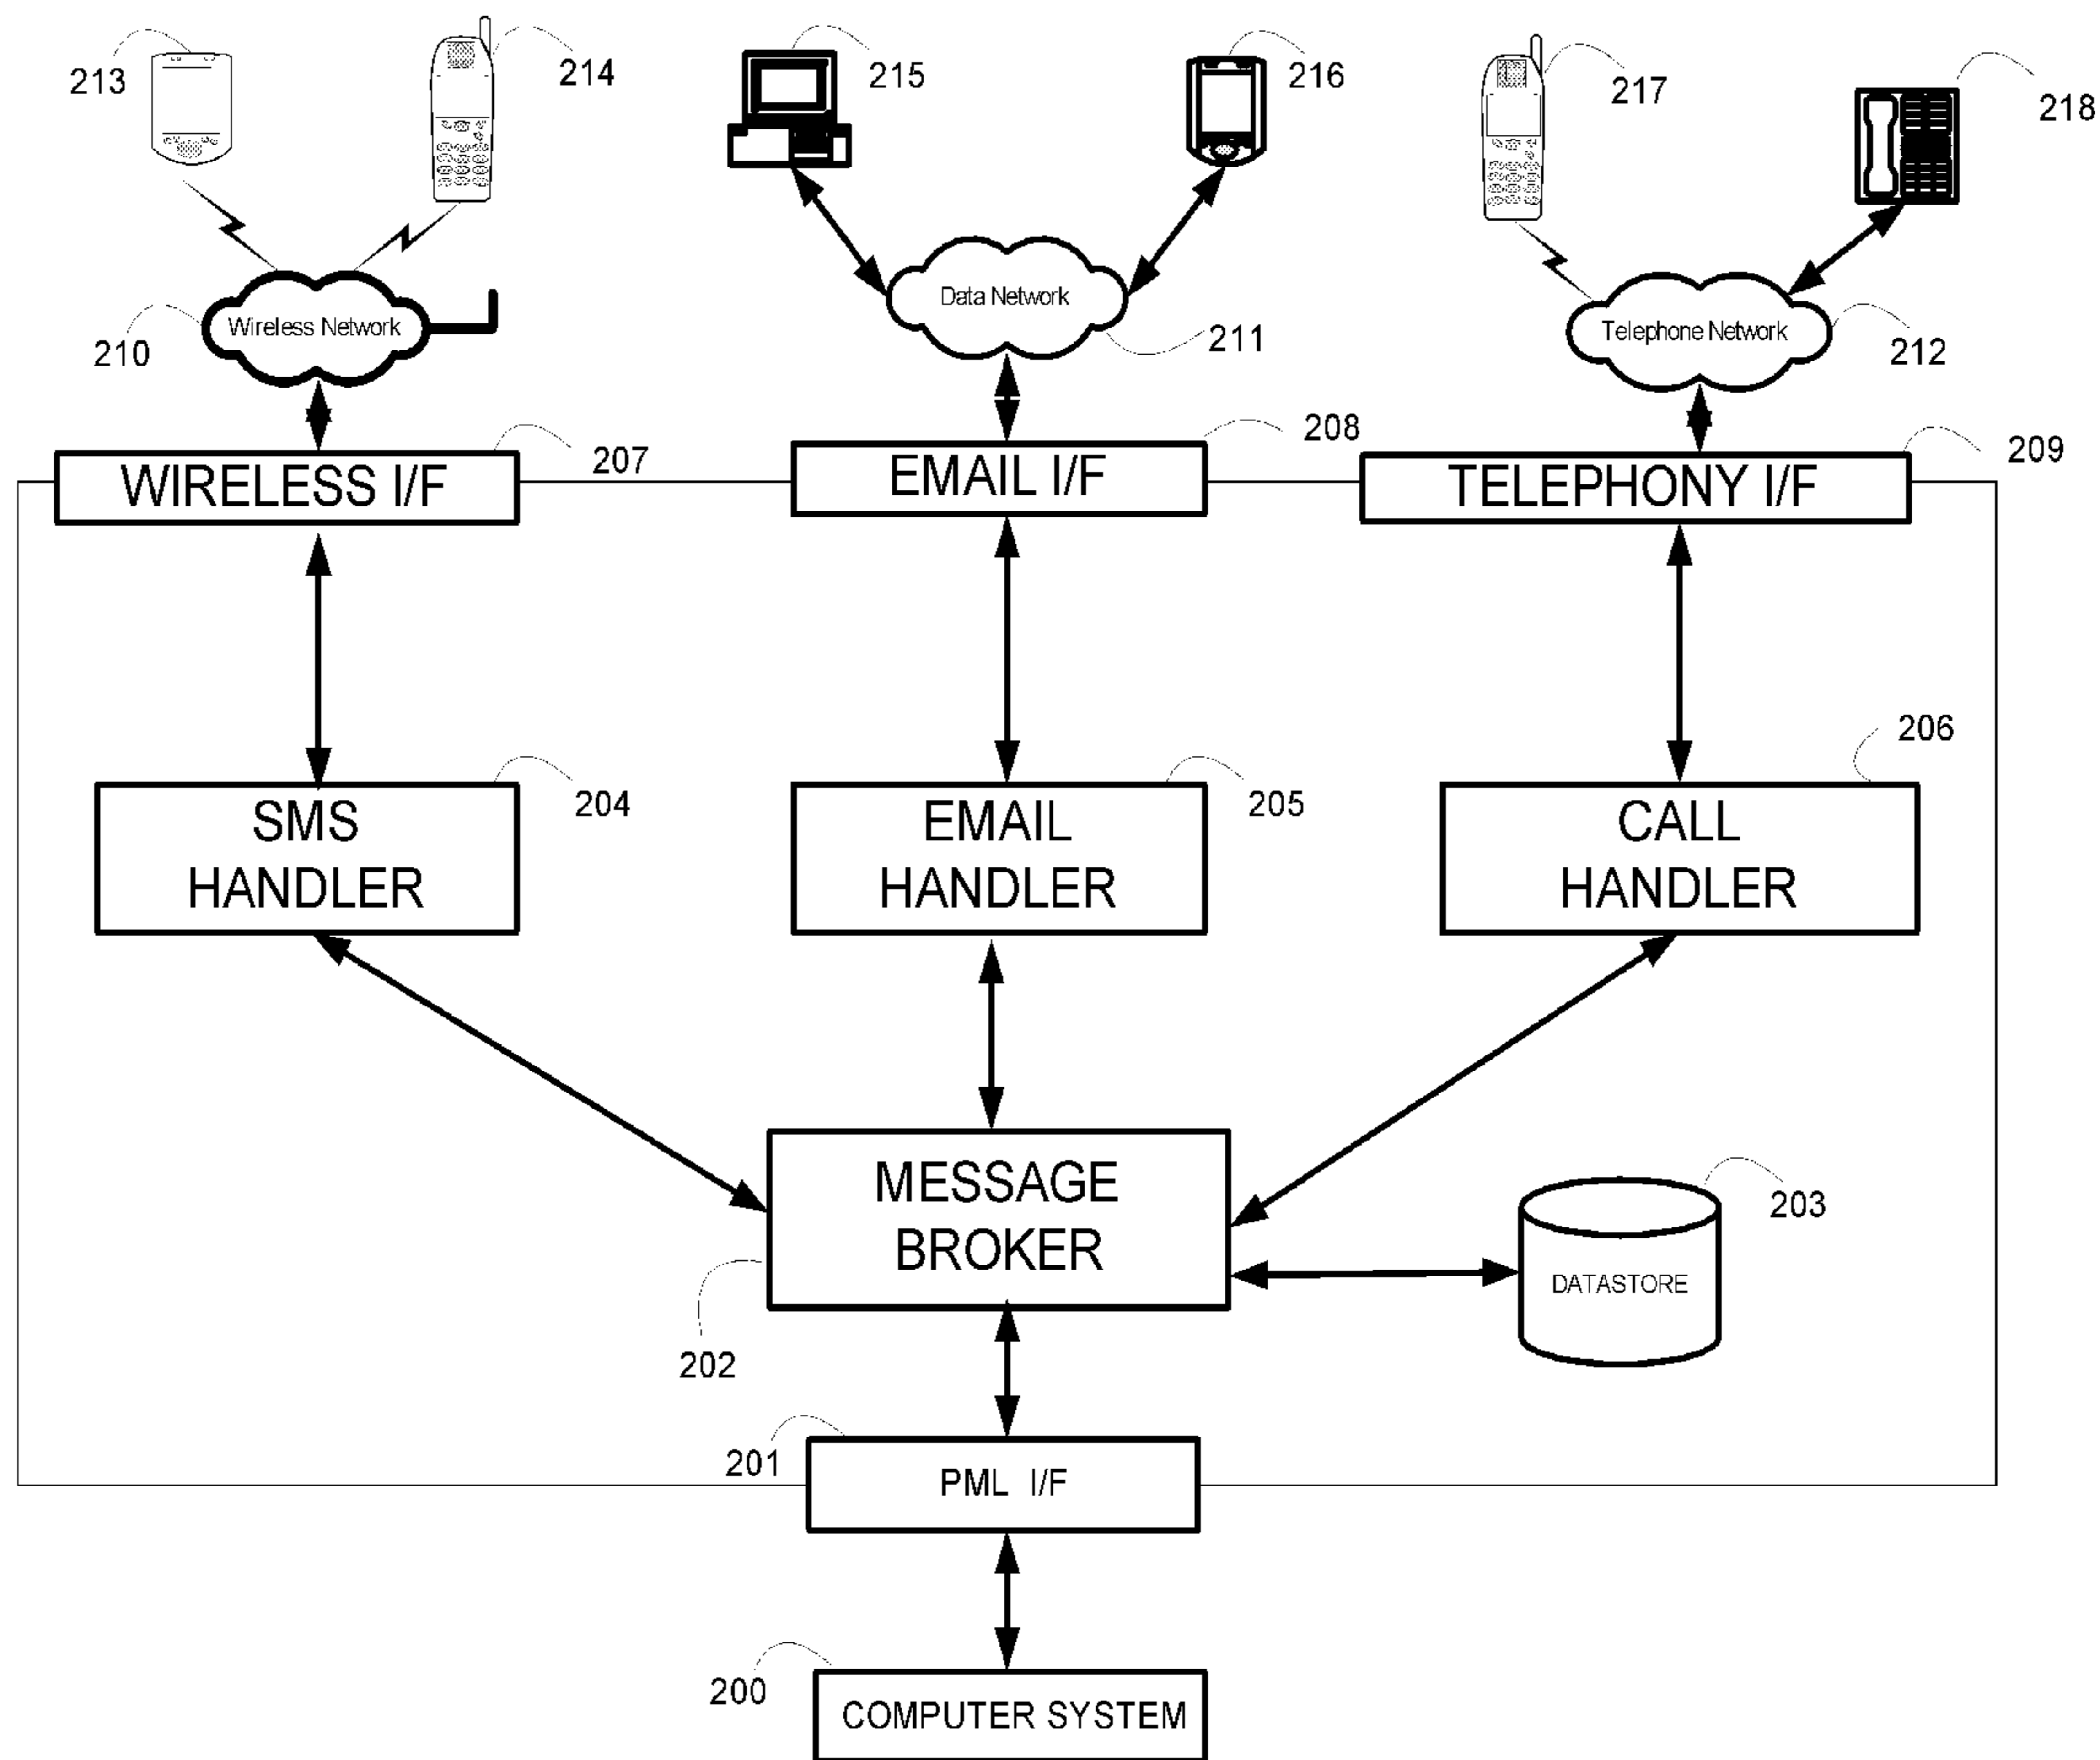 213
214
215
216
217
218
Wireless Network
210
Data Network
211
Telephone Network
212
WIRELESS I/F
207
EMAIL I/F
208
TELEPHONY I/F
209
SMS
HANDLER
204
EMAIL
HANDLER
205
CALL
HANDLER
206
MESSAGE
BROKER
202
DATASTORE
203
201
PML I/F
200
COMPUTER SYSTEM